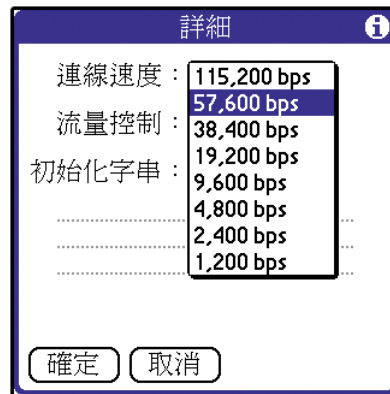 詳細
連線速度：
115,200 bps
57,600 bps
流量控制：
38,400 bps
19,200 bps
初始化字串：
9,600 bps
4,800 bps
2,400 bps
1,200 bps
確定
取消